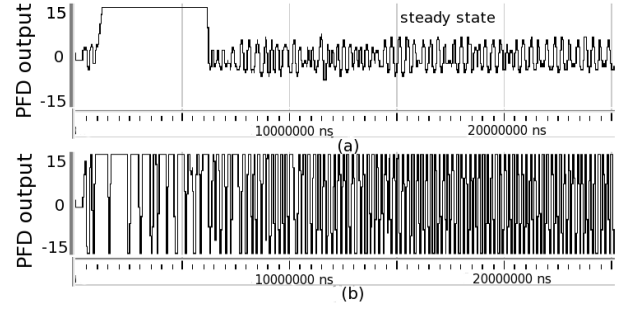 PFD output
15
0
-15
steady state
10000000 ns
20000000 ns
(a)
PFD output
15
0
-15
10000000 ns
20000000 ns
(b)